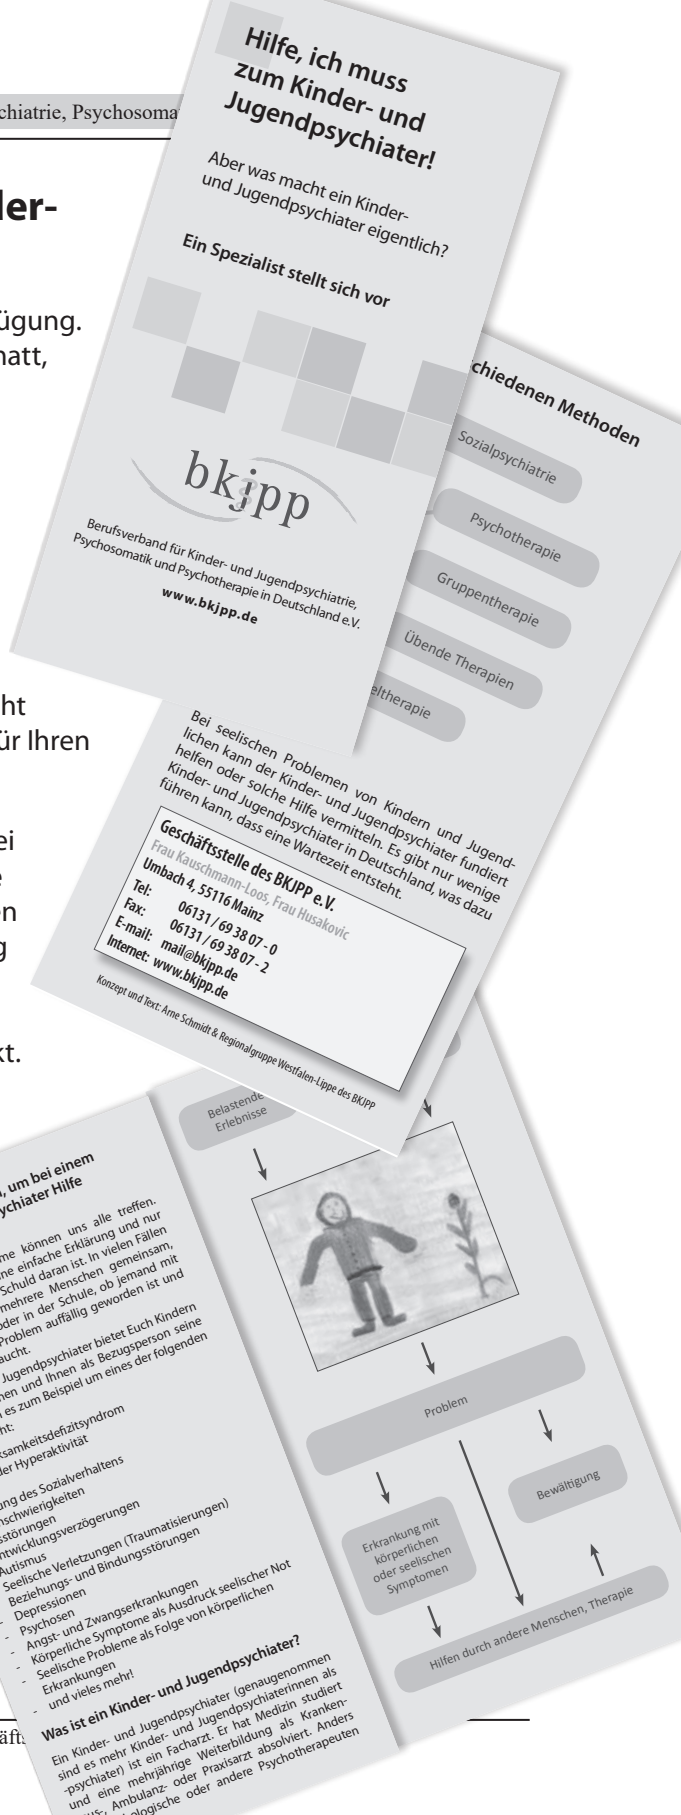 chiatrie, Psychosoma
ler-
ügung.
natt,
ht
ür Ihren
ei
e
en
g
kt.
Hilfe, ich muss
zum Kinder- und
Jugendpsychiater!
Aber was macht ein Kinder-
und Jugendpsychiater eigentlich?
Ein Spezialist stellt sich vor
bkjpp
Berufsverband für Kinder- und Jugendpsychiatrie,
Psychosomatik und Psychotherapie in Deutschland e.V.
www.bkjpp.de
schiedenen Methoden
Sozialpsychiatrie
Psychotherapie
Gruppentherapie
Übende Therapien
eltherapie
Bei seelischen Problemen von Kindern und Jugend-
lichen kann der Kinder- und Jugendpsychiater fundiert
helfen oder solche Hilfe vermitteln. Es gibt nur wenige
Kinder- und Jugendpsychiater in Deutschland, was dazu
führen kann, dass eine Wartezeit entsteht.
Geschäftsstelle des BKJPP e.V.
Frau Kauschmann-Loos, Frau Husakovic
Umbach 4, 55116 Mainz
Tel: 06131 / 69 38 07 - 0
Fax: 06131 / 69 38 07 - 2
E-mail: mail@bkjpp.de
Internet: www.bkjpp.de
Konzept und Text: Arne Schmidt & Regionalgruppe Westfalen-Lippe des BKJPP
, um bei einem
ychiater Hilfe
me können uns alle treffen.
ne einfache Erklärung und nur
Schuld daran ist. In vielen Fällen
mehrere Menschen gemeinsam,
oder in der Schule, ob jemand mit
Problem auffällig geworden ist und
aucht.
Jugendpsychiater bietet Euch Kindern
hen und Ihnen als Bezugsperson seine
es zum Beispiel um eines der folgenden
ht:
ksamkeitsdefizitsyndrom
der Hyperaktivität
ung des Sozialverhaltens
nschwierigkeiten
sstörungen
ntwicklungsverzögerungen
Autismus
Seelische Verletzungen (Traumatisierungen)
Beziehungs- und Bindungsstörungen
- Depressionen
- Psychosen
- Angst- und Zwangserkrankungen
- Körperliche Symptome als Ausdruck seelischer Not
- Seelische Probleme als Folge von körperlichen
Erkrankungen
- und vieles mehr!
Was ist ein Kinder- und Jugendpsychiater?
Ein Kinder- und Jugendpsychiater (genaugenommen
sind es mehr Kinder- und Jugendpsychiaterinnen als
-psychiater) ist ein Facharzt. Er hat Medizin studiert
und eine mehrjährige Weiterbildung als Kranken-
us-, Ambulanz- oder Praxisarzt absolviert. Anders
ologische oder andere Psychotherapeuten
Belastende
Erlebnisse
Problem
Bewältigung
Erkrankung mit
körperlichen
oder seelischen
Symptomen
Hilfen durch andere Menschen, Therapie
äfts